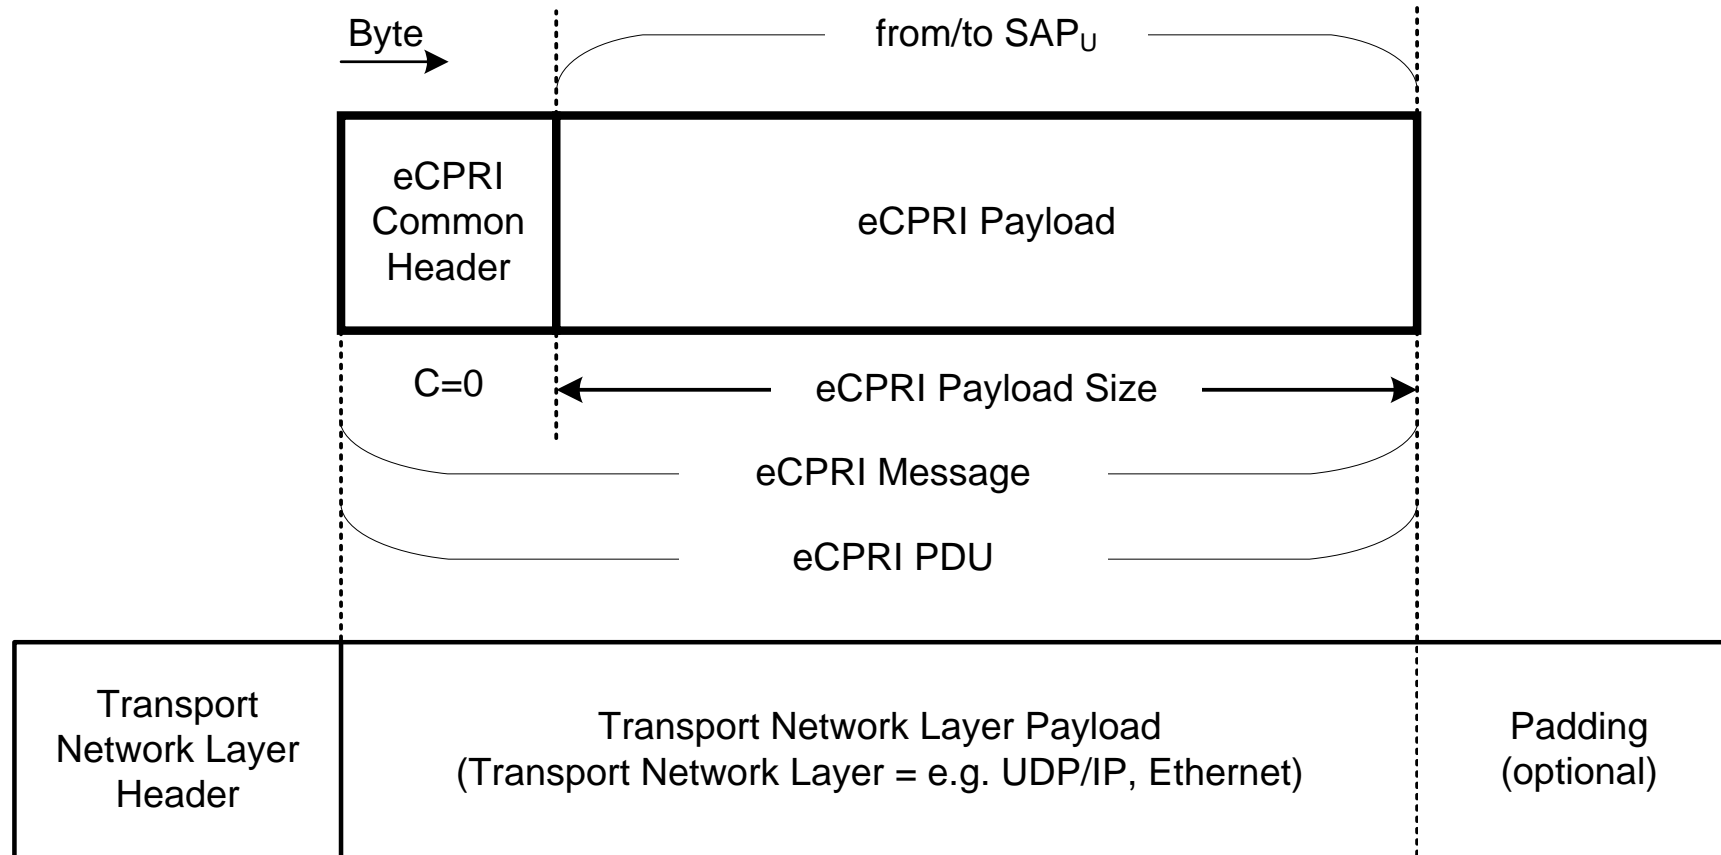 Byte
from/to SAPU
eCPRI
Common
Header
eCPRI Payload
C=0
eCPRI Payload Size
eCPRI Message
eCPRI PDU
Transport
Network Layer
Header
Transport Network Layer Payload
(Transport Network Layer = e.g. UDP/IP, Ethernet)
Padding
(optional)